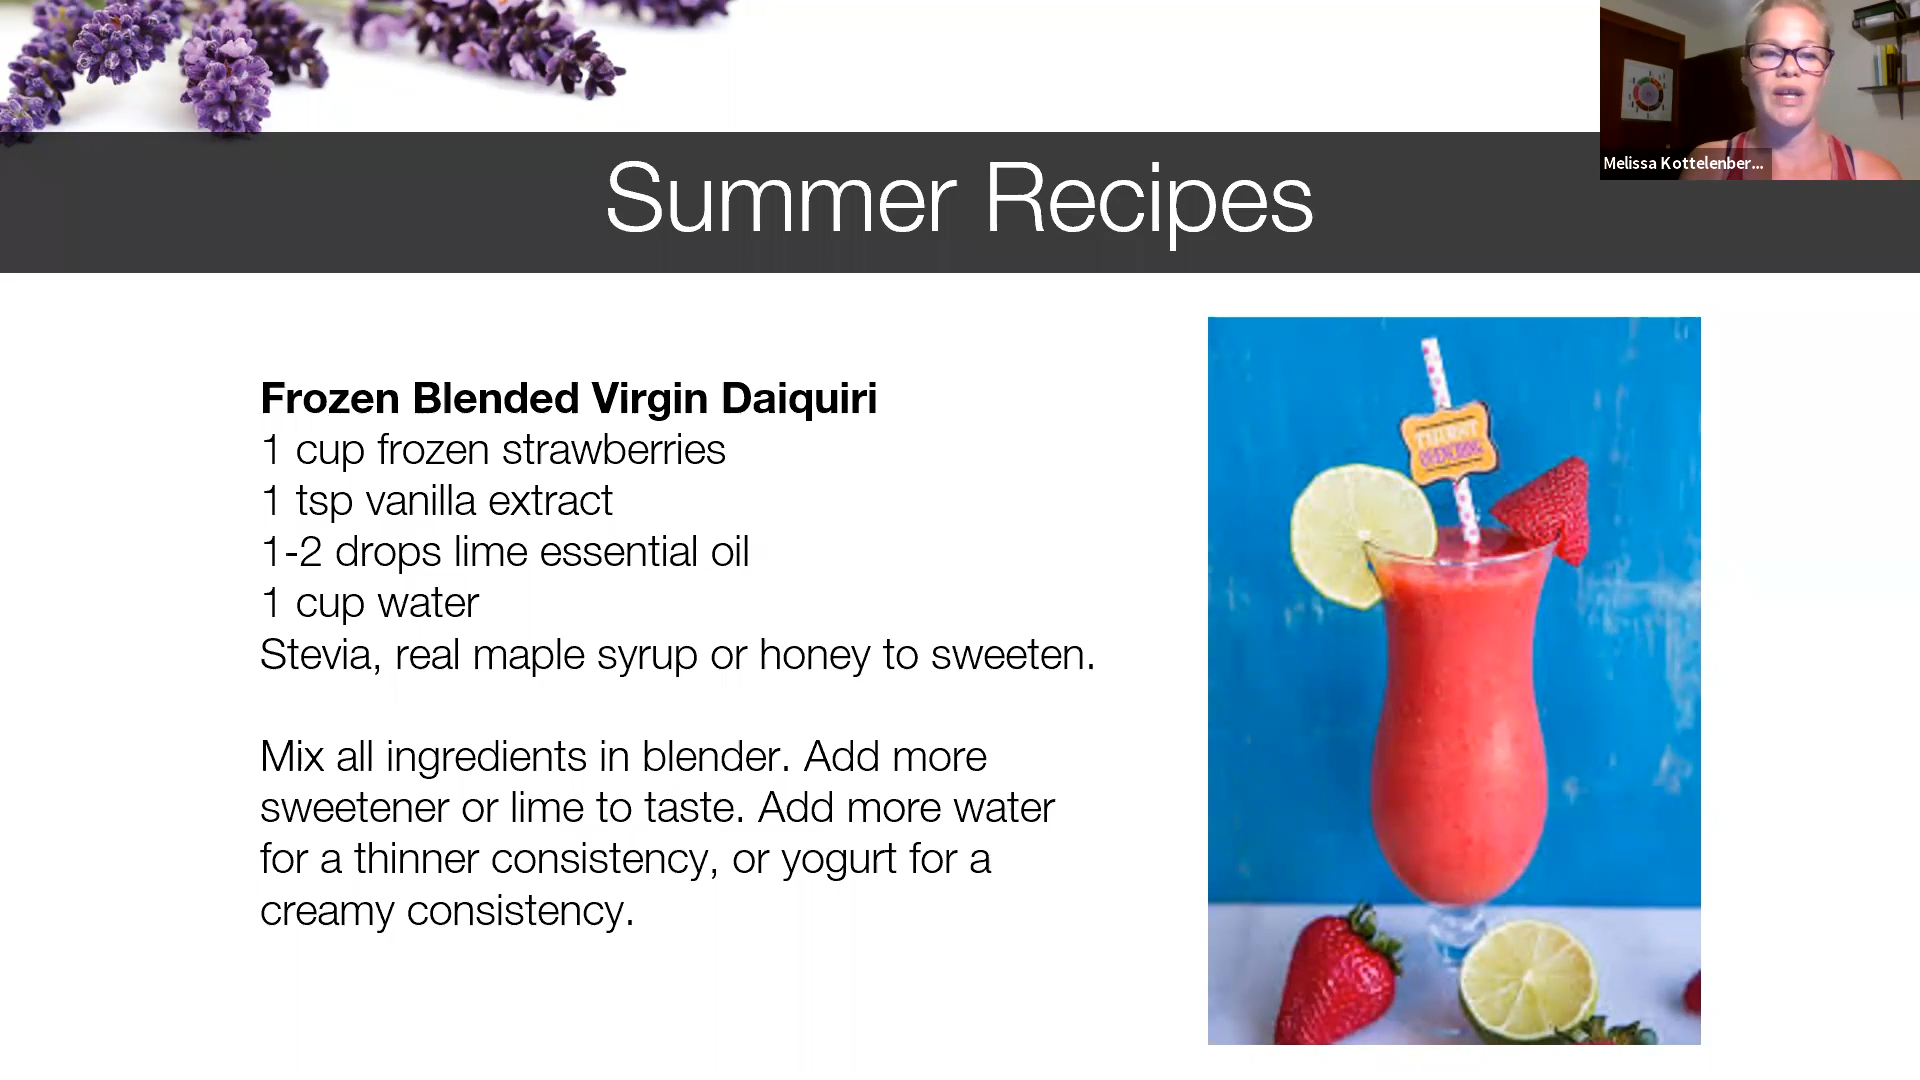 Melissa Kottelenber...
Summer Recipes
Frozen Blended Virgin Daiquiri
1 cup frozen strawberries
1 tsp vanilla extract
1-2 drops lime essential oil
1 cup water
Stevia, real maple syrup or honey to sweeten.
Mix all ingredients in blender. Add more
sweetener or lime to taste. Add more water
for a thinner consistency, or yogurt for a
creamy consistency.
THIRST
QUENCHING